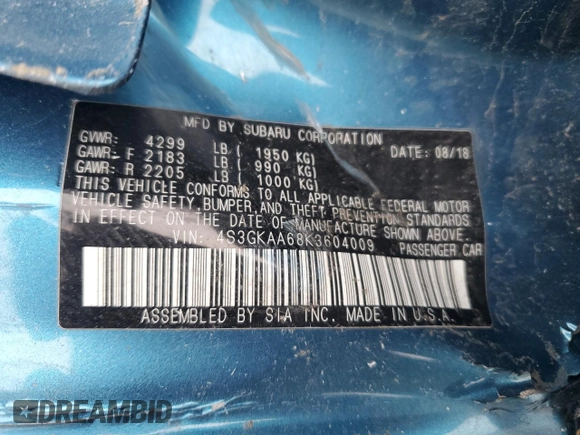 MFD BY SUBARU CORPORATION
GVWR: 4299 LB ( 1950 KG) DATE: 08/18
GAWR: F 2183 LB ( 990 KG)
GAWR: R 2205 LB ( 1000 KG)
THIS VEHICLE CONFORMS TO ALL APPLICABLE FEDERAL MOTOR
VEHICLE SAFETY, BUMPER, AND THEFT PREVENTION STANDARDS
IN EFFECT ON THE DATE OF MANUFACTURE SHOWN ABOVE.
VIN: 4S3GKAA68K3604009 PASSENGER CAR
ASSEMBLED BY SIA INC. MADE IN U.S.A.
DREAMBID